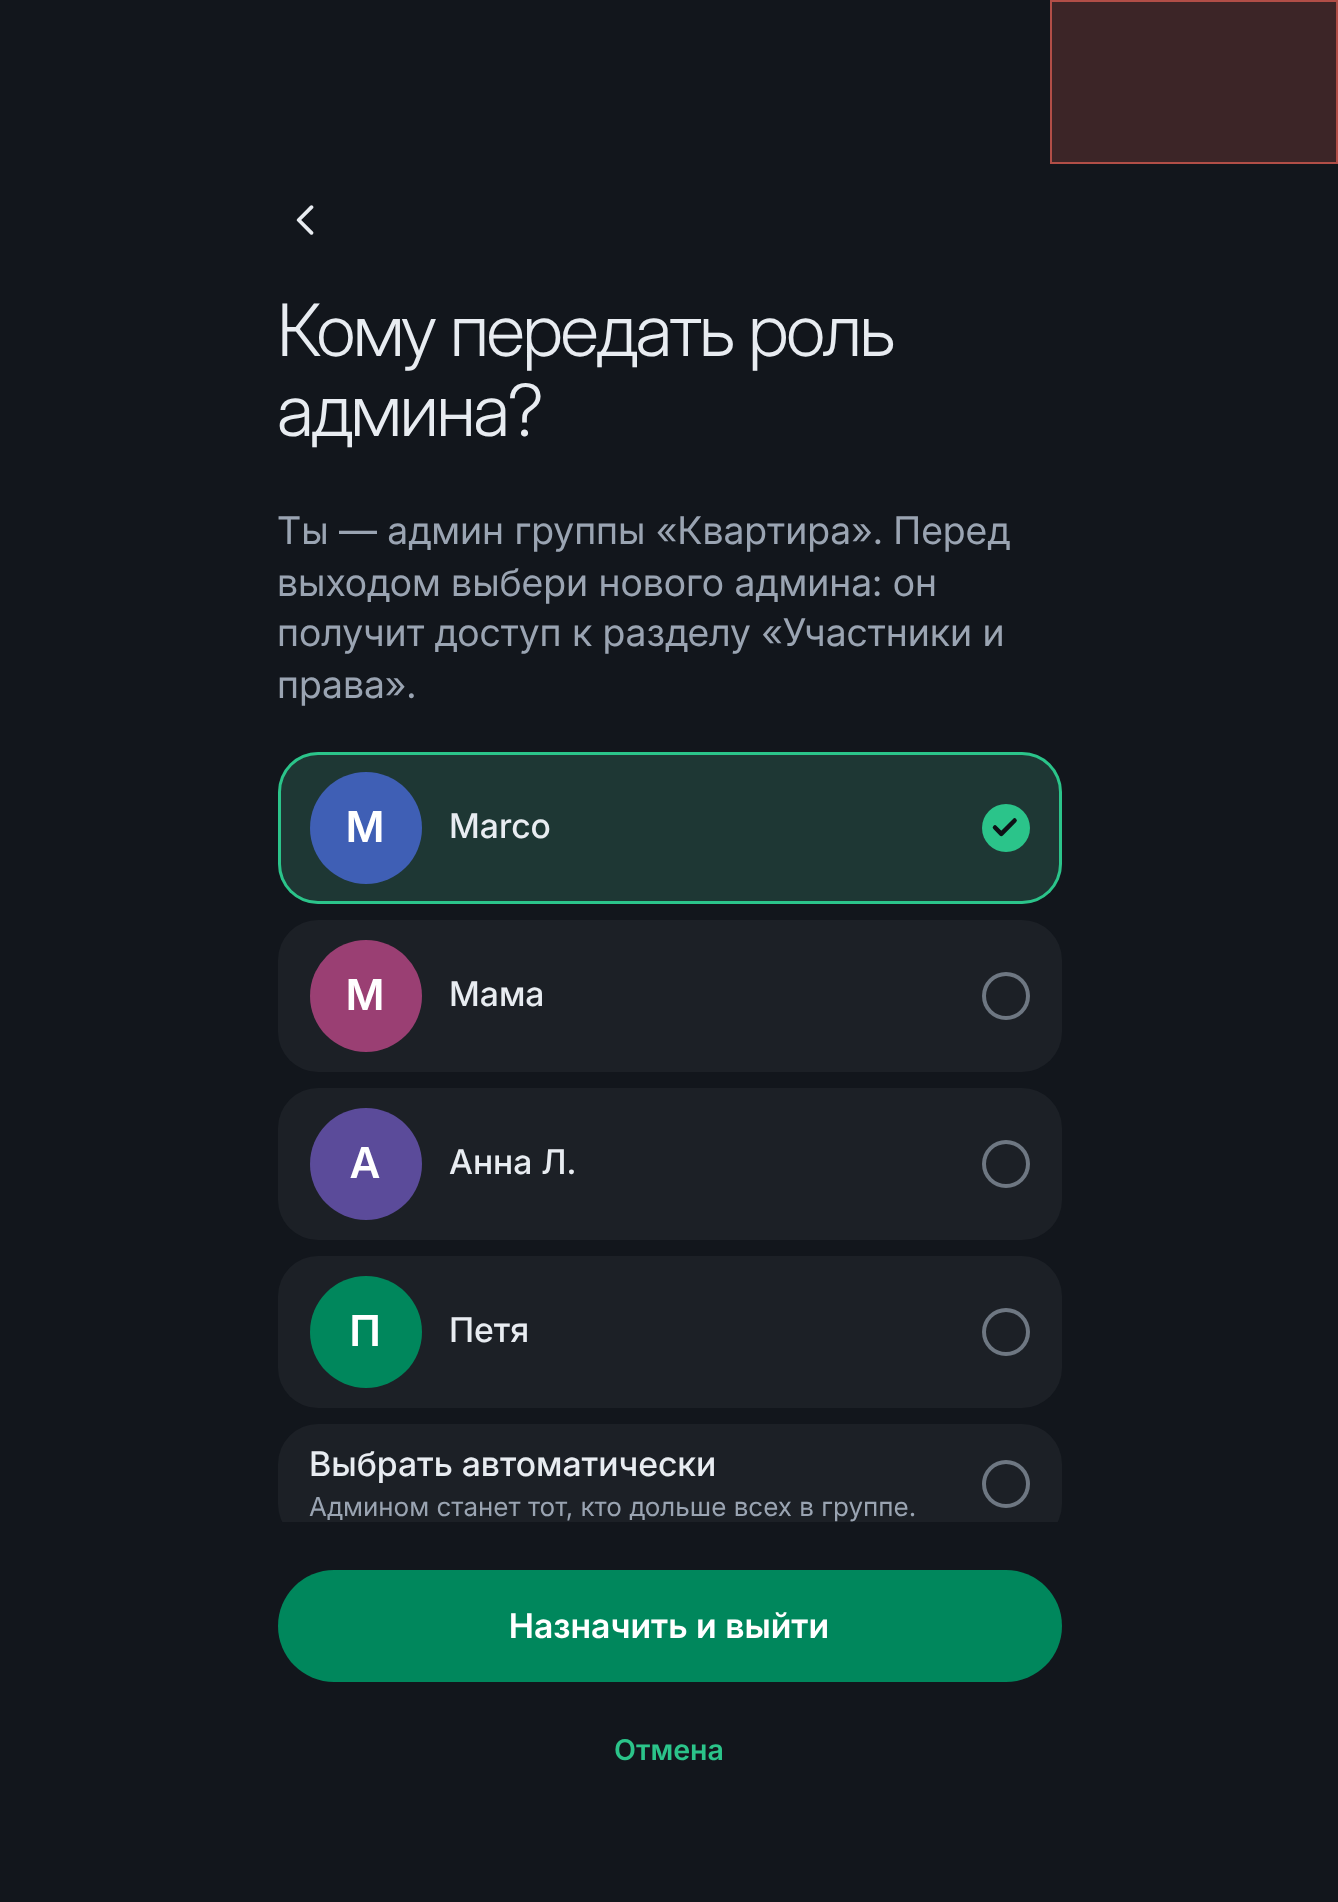 Кому передать роль
админа?
Ты — админ группы «Квартира». Перед
выходом выбери нового админа: он
получит доступ к разделу «Участники и
права».
M
Marco
М
Мама
А
Анна Л.
П
Петя
Выбрать автоматически
Админом станет тот, кто дольше всех в группе.
Назначить и выйти
Отмена